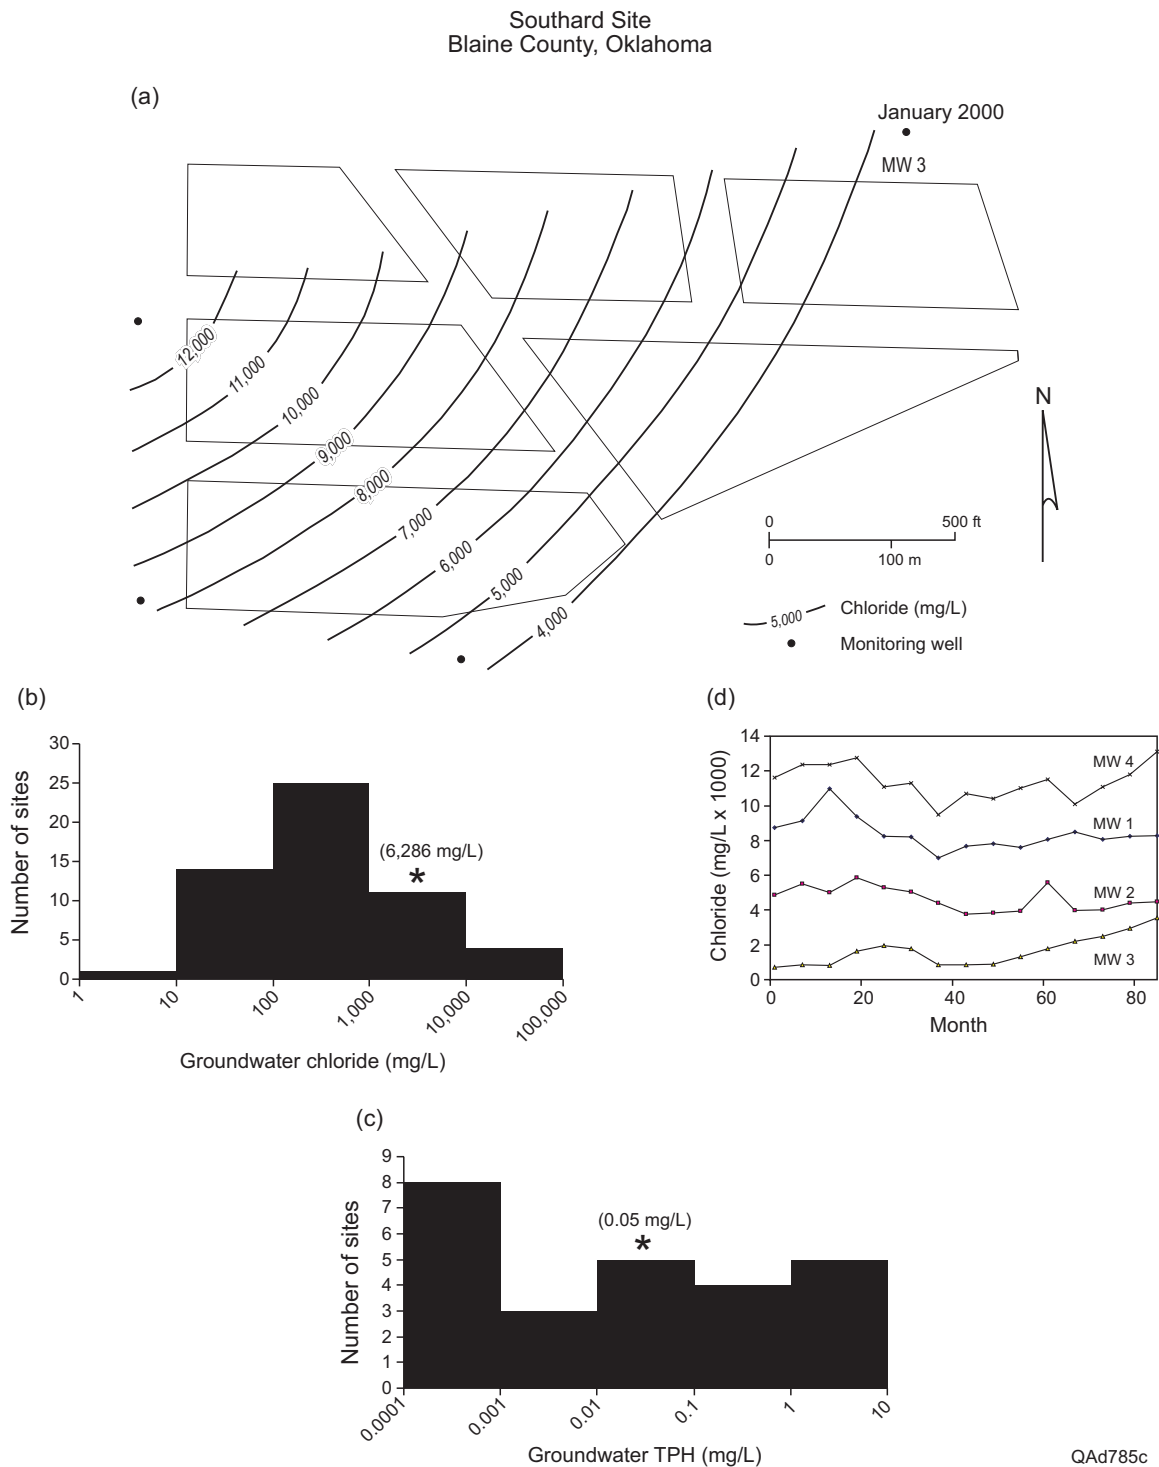 Southard Site
Blaine County, Oklahoma
(a)
January 2000
MW 3
12,000
11,000
10,000
9,000
8,000
7,000
6,000
5,000
4,000
N
0 500 ft
0 100 m
5,000 Chloride (mg/L)
Monitoring well
(b)
Number of sites
30
25
20
15
10
5
0
(6,286 mg/L)
*
1 10 100 1,000 10,000 100,000
Groundwater chloride (mg/L)
(d)
Chloride (mg/L x 1000)
14
12
10
8
6
4
2
0
MW 4
MW 1
MW 2
MW 3
0 20 40 60 80
Month
(c)
Number of sites
9
8
7
6
5
4
3
2
1
0
(0.05 mg/L)
*
0.0001 0.001 0.01 0.1 1 10
Groundwater TPH (mg/L)
QAd785c